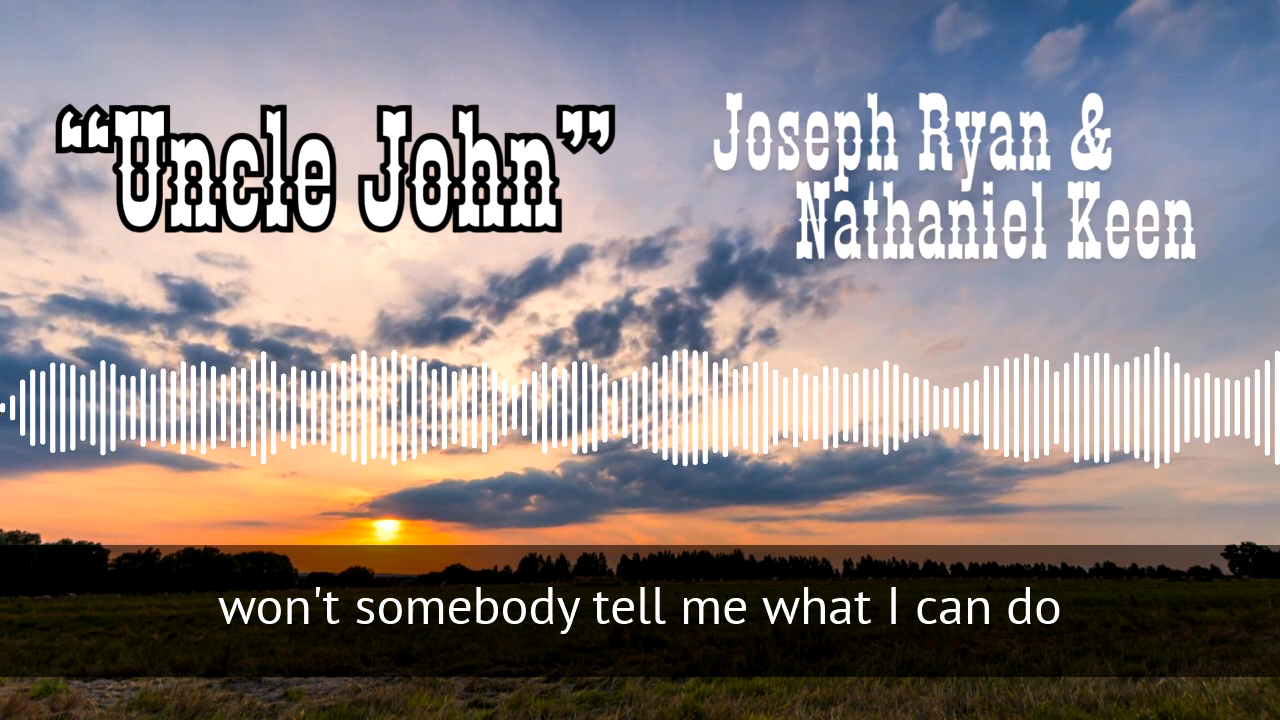 “Uncle John”
Joseph Ryan &
Nathaniel Keen
won't somebody tell me what I can do